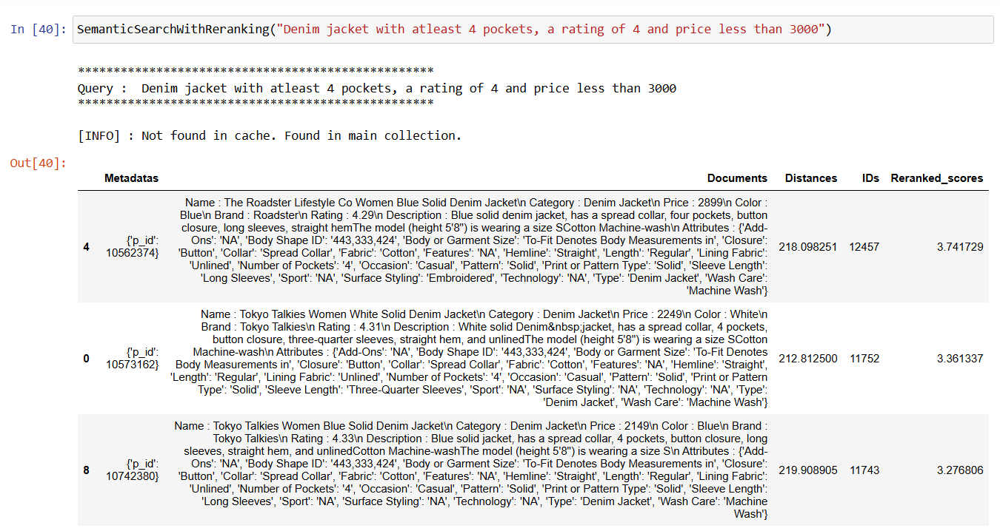 In [40]: SemanticSearchWithReranking("Denim jacket with atleast 4 pockets, a rating of 4 and price less than 3000")
**************************************************
Query :  Denim jacket with atleast 4 pockets, a rating of 4 and price less than 3000
**************************************************
[INFO] : Not found in cache. Found in main collection.
Out[40]:
Metadatas Documents Distances IDs Reranked_scores
Name : The Roadster Lifestyle Co Women Blue Solid Denim Jacket\n Category : Denim Jacket\n Price : 2899\n Color :
Blue\n Brand : Roadster\n Rating : 4.29\n Description : Blue solid denim jacket, has a spread collar, four pockets, button
closure, long sleeves, straight hemThe model (height 5'8") is wearing a size SCotton Machine-wash\n Attributes : {'Add-
4 {'p_id': 10562374} Ons': 'NA', 'Body Shape ID': '443,333,424', 'Body or Garment Size': 'To-Fit Denotes Body Measurements in', 'Closure': 218.098251 12457 3.741729
'Button', 'Collar': 'Spread Collar', 'Fabric': 'Cotton', 'Features': 'NA', 'Hemline': 'Straight', 'Length': 'Regular', 'Lining Fabric':
'Unlined', 'Number of Pockets': '4', 'Occasion': 'Casual', 'Pattern': 'Solid', 'Print or Pattern Type': 'Solid', 'Sleeve Length':
'Long Sleeves', 'Sport': 'NA', 'Surface Styling': 'Embroidered', 'Technology': 'NA', 'Type': 'Denim Jacket', 'Wash Care':
'Machine Wash'}
Name : Tokyo Talkies Women White Solid Denim Jacket\n Category : Denim Jacket\n Price : 2249\n Color : White\n
Brand : Tokyo Talkies\n Rating : 4.31\n Description : White solid Denim&nbsp;jacket, has a spread collar, 4 pockets,
button closure, three-quarter sleeves, straight hem, and unlinedThe model (height 5'8") is wearing a size SCotton
0 {'p_id': 10573162} Machine-wash\n Attributes : {'Add-Ons': 'NA', 'Body Shape ID': '443,333,424', 'Body or Garment Size': 'To-Fit Denotes 212.812500 11752 3.361337
Body Measurements in', 'Closure': 'Button', 'Collar': 'Spread Collar', 'Fabric': 'Cotton', 'Features': 'NA', 'Hemline': 'Straight',
'Length': 'Regular', 'Lining Fabric': 'Unlined', 'Number of Pockets': '4', 'Occasion': 'Casual', 'Pattern': 'Solid', 'Print or Pattern
Type': 'Solid', 'Sleeve Length': 'Three-Quarter Sleeves', 'Sport': 'NA', 'Surface Styling': 'NA', 'Technology': 'NA', 'Type':
'Denim Jacket', 'Wash Care': 'Machine Wash'}
Name : Tokyo Talkies Women Blue Solid Denim Jacket\n Category : Denim Jacket\n Price : 2149\n Color : Blue\n Brand :
Tokyo Talkies\n Rating : 4.33\n Description : Blue solid jacket, has a spread collar, 4 pockets, button closure, long
sleeves, straight hem, and unlinedCotton Machine-washThe model (height 5'8") is wearing a size S\n Attributes : {'Add-
8 {'p_id': 10742380} Ons': 'NA', 'Body Shape ID': '443,333,424', 'Body or Garment Size': 'To-Fit Denotes Body Measurements in', 'Closure': 219.908905 11743 3.276806
'Button', 'Collar': 'Spread Collar', 'Fabric': 'Cotton', 'Features': 'NA', 'Hemline': 'Straight', 'Length': 'Regular', 'Lining Fabric':
'Unlined', 'Number of Pockets': '4', 'Occasion': 'Casual', 'Pattern': 'Solid', 'Print or Pattern Type': 'Solid', 'Sleeve Length':
'Long Sleeves', 'Sport': 'NA', 'Surface Styling': 'NA', 'Technology': 'NA', 'Type': 'Denim Jacket', 'Wash Care': 'Machine
Wash'}